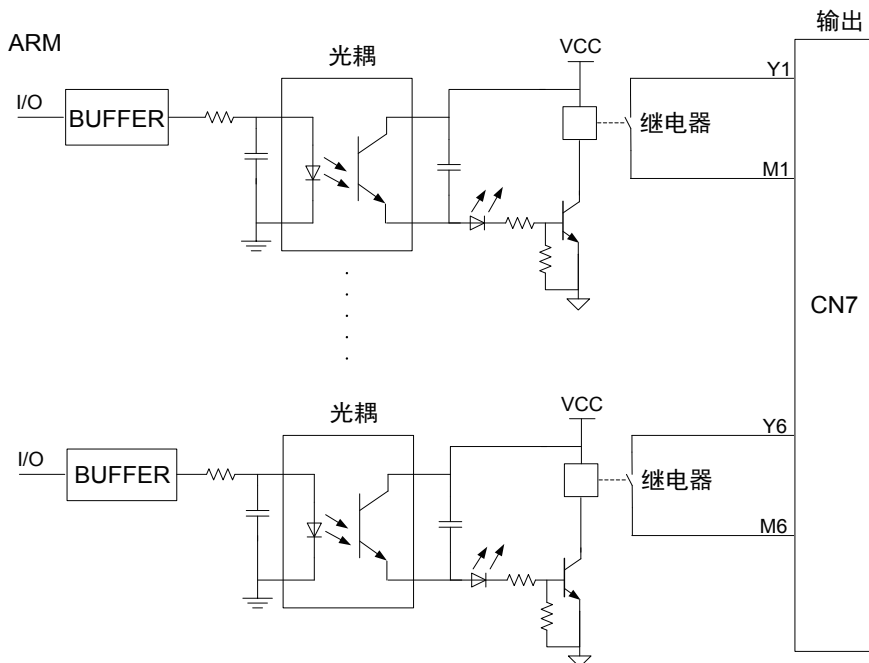 输出
ARM
光耦
VCC
Y1
I/O
BUFFER
继电器
M1
CN7
光耦
VCC
Y6
I/O
BUFFER
继电器
M6